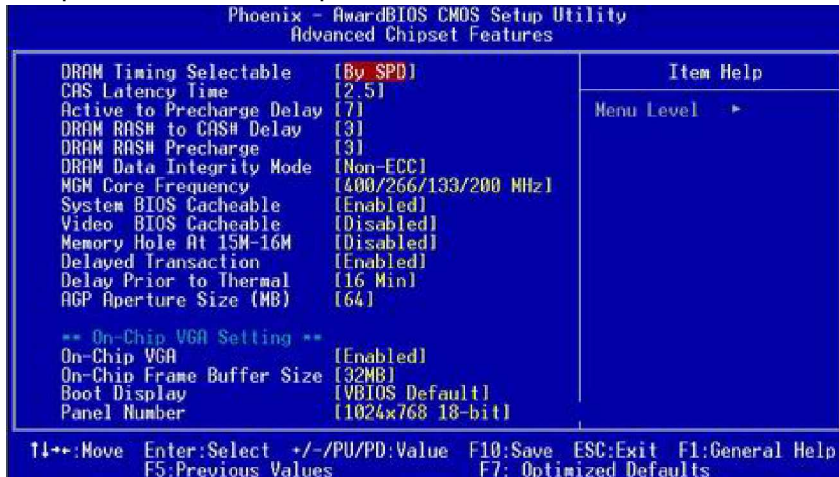 Phoenix - AwardBIOS CMOS Setup Utility
Advanced Chipset Features
DRAM Timing Selectable [By SPD]
CAS Latency Time [2.5]
Active to Precharge Delay [7]
DRAM RAS# to CAS# Delay [3]
DRAM RAS# Precharge [3]
DRAM Data Integrity Mode [Non-ECC]
MGM Core Frequency [400/266/133/200 MHz]
System BIOS Cacheable [Enabled]
Video BIOS Cacheable [Disabled]
Memory Hole At 15M-16M [Disabled]
Delayed Transaction [Enabled]
Delay Prior to Thermal [16 Min]
AGP Aperture Size (MB) [64]
** On-Chip VGA Setting **
On-Chip VGA [Enabled]
On-Chip Frame Buffer Size [32MB]
Boot Display [VBIOS Default]
Panel Number [1024x768 18-bit]
Item Help
Menu Level ►
↑↓→←:Move Enter:Select +/-/PU/PD:Value F10:Save ESC:Exit F1:General Help
F5:Previous Values F7: Optimized Defaults